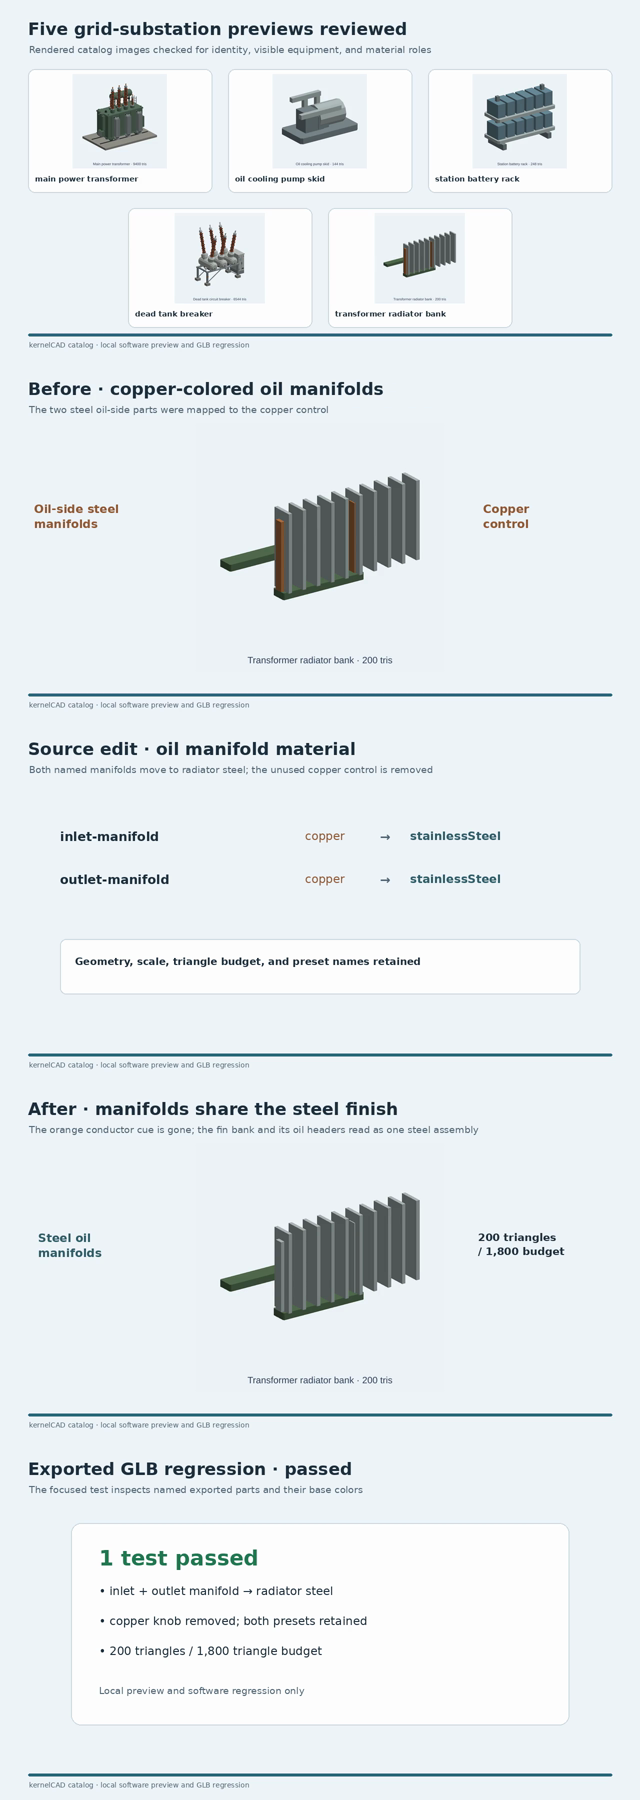 Five grid-substation previews reviewed
Rendered catalog images checked for identity, visible equipment, and material roles
main power transformer
oil cooling pump skid
station battery rack
dead tank breaker
Transformer radiator bank · 200 tris
transformer radiator bank
kernelCAD catalog · local software preview and GLB regression
Before · copper-colored oil manifolds
The two steel oil-side parts were mapped to the copper control
Oil-side steel
manifolds
Copper
control
Transformer radiator bank · 200 tris
kernelCAD catalog · local software preview and GLB regression
Source edit · oil manifold material
Both named manifolds move to radiator steel; the unused copper control is removed
inlet-manifold copper → stainlessSteel
outlet-manifold copper → stainlessSteel
Geometry, scale, triangle budget, and preset names retained
kernelCAD catalog · local software preview and GLB regression
After · manifolds share the steel finish
The orange conductor cue is gone; the fin bank and its oil headers read as one steel assembly
Steel oil
manifolds
200 triangles
/ 1,800 budget
Transformer radiator bank · 200 tris
kernelCAD catalog · local software preview and GLB regression
Exported GLB regression · passed
The focused test inspects named exported parts and their base colors
1 test passed
• inlet + outlet manifold → radiator steel
• copper knob removed; both presets retained
• 200 triangles / 1,800 triangle budget
Local preview and software regression only
kernelCAD catalog · local software preview and GLB regression